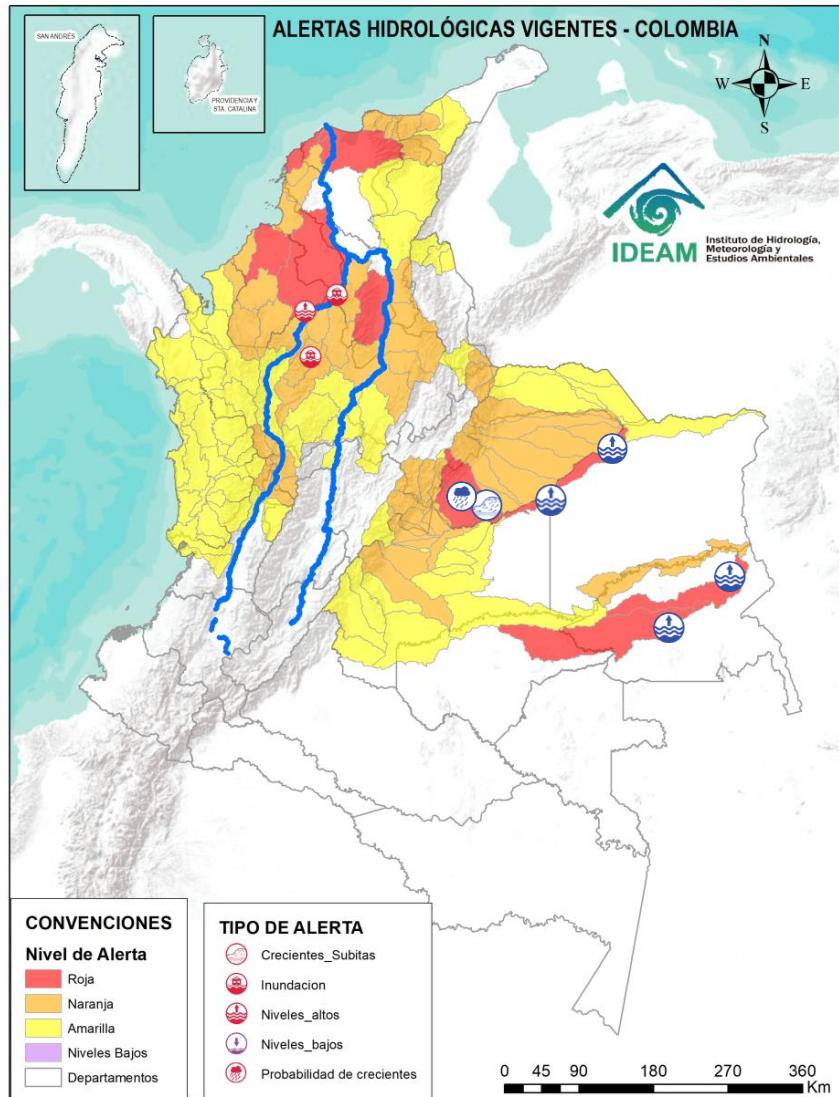 ALERTAS HIDROLÓGICAS VIGENTES - COLOMBIA
SAN ANDRÉS
PROVIDENCIA Y
STA. CATALINA
N
W
E
S
IDEAM
Instituto de Hidrología,
Meteorología y
Estudios Ambientales
CONVENCIONES
Nivel de Alerta
Roja
Naranja
Amarilla
Niveles Bajos
Departamentos
TIPO DE ALERTA
Crecientes_Subitas
Inundacion
Niveles_altos
Niveles_bajos
Probabilidad de crecientes
0 45 90 180 270 360
Km